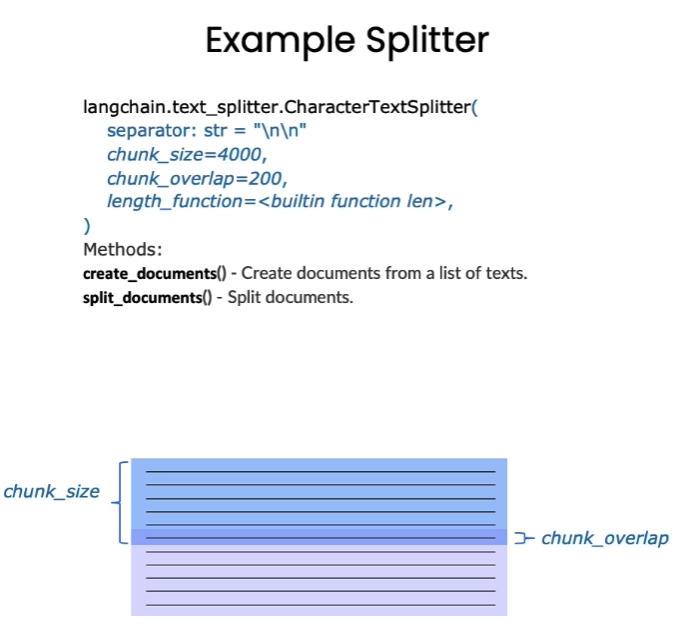 Example Splitter
langchain.text_splitter.CharacterTextSplitter(
separator: str = "\n\n"
chunk_size=4000,
chunk_overlap=200,
length_function=<builtin function len>,
)
Methods:
create_documents() - Create documents from a list of texts.
split_documents() - Split documents.
chunk_size
chunk_overlap